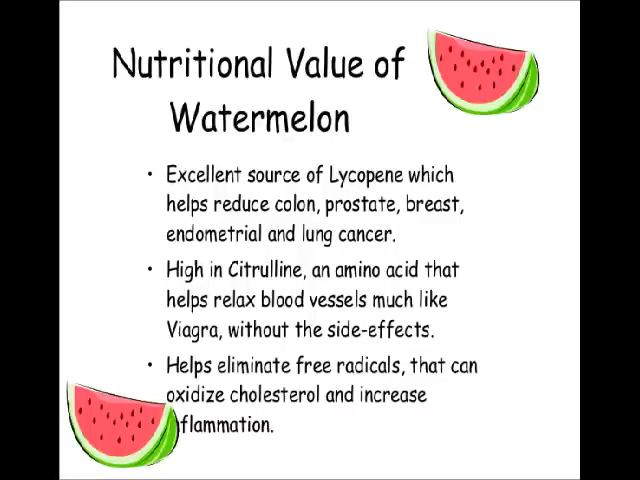 Nutritional Value of
Watermelon
• Excellent source of Lycopene which
helps reduce colon, prostate, breast,
endometrial and lung cancer.
• High in Citrulline, an amino acid that
helps relax blood vessels much like
Viagra, without the side-effects.
• Helps eliminate free radicals, that can
oxidize cholesterol and increase
inflammation.